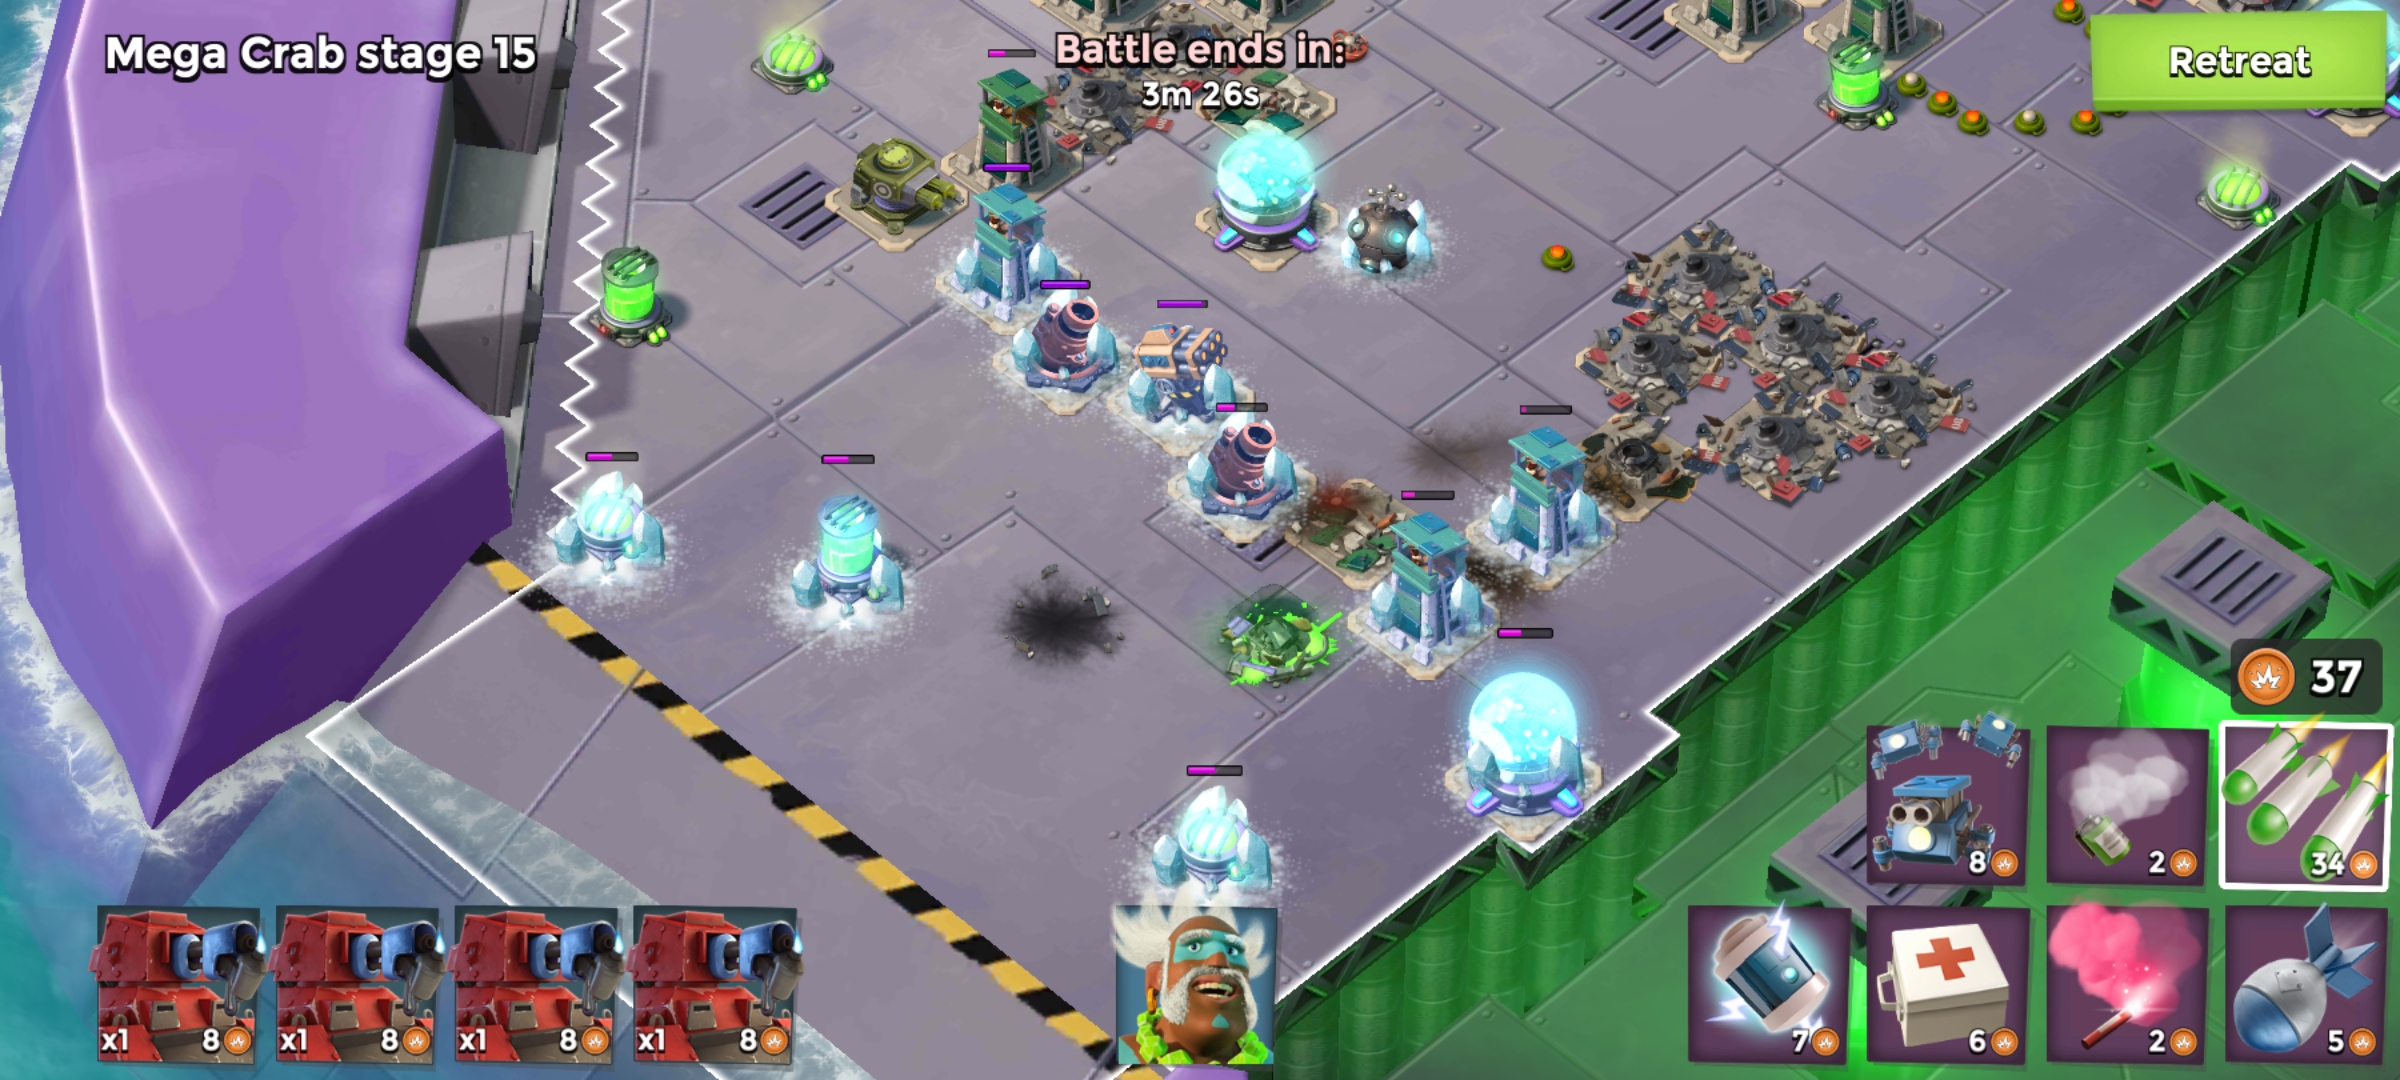 Mega Crab stage 15
Battle ends in:
3m 26s
Retreat
37
8
2
34
x1 8
x1 8
x1 8
x1 8
7
6
2
5